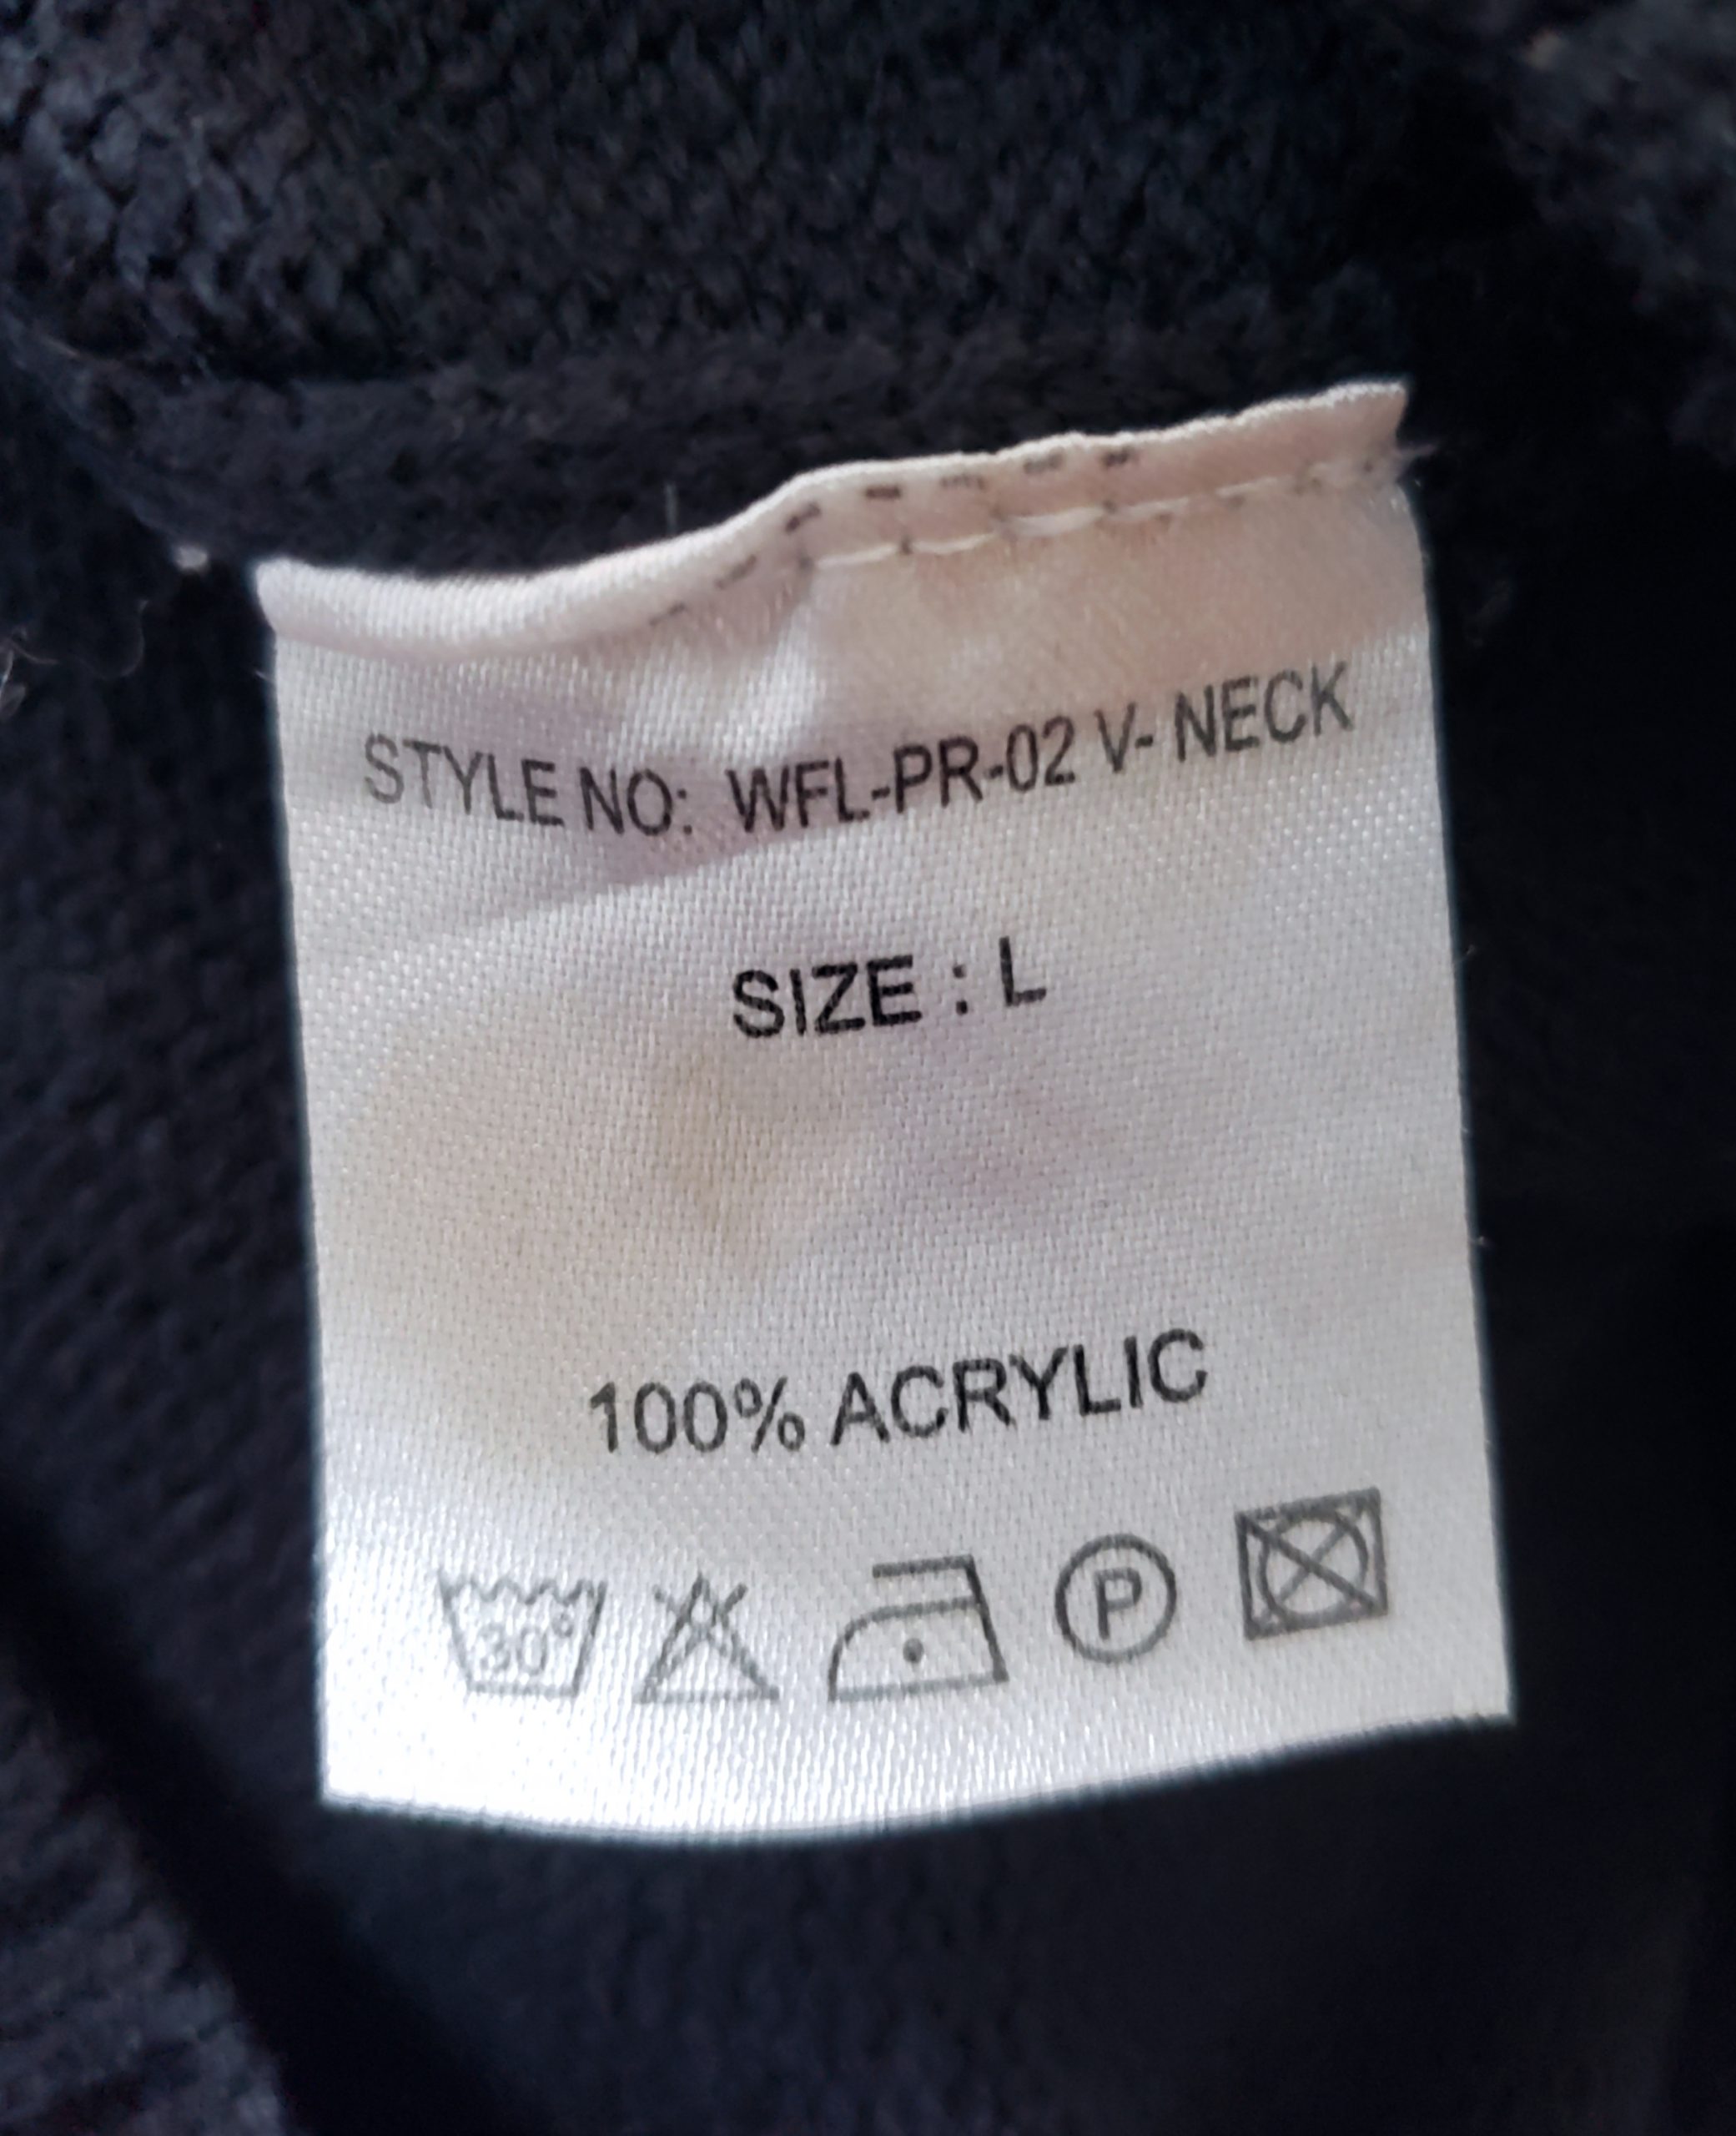 STYLE NO: WFL-PR-02 V- NECK
SIZE : L
100% ACRYLIC
30° P